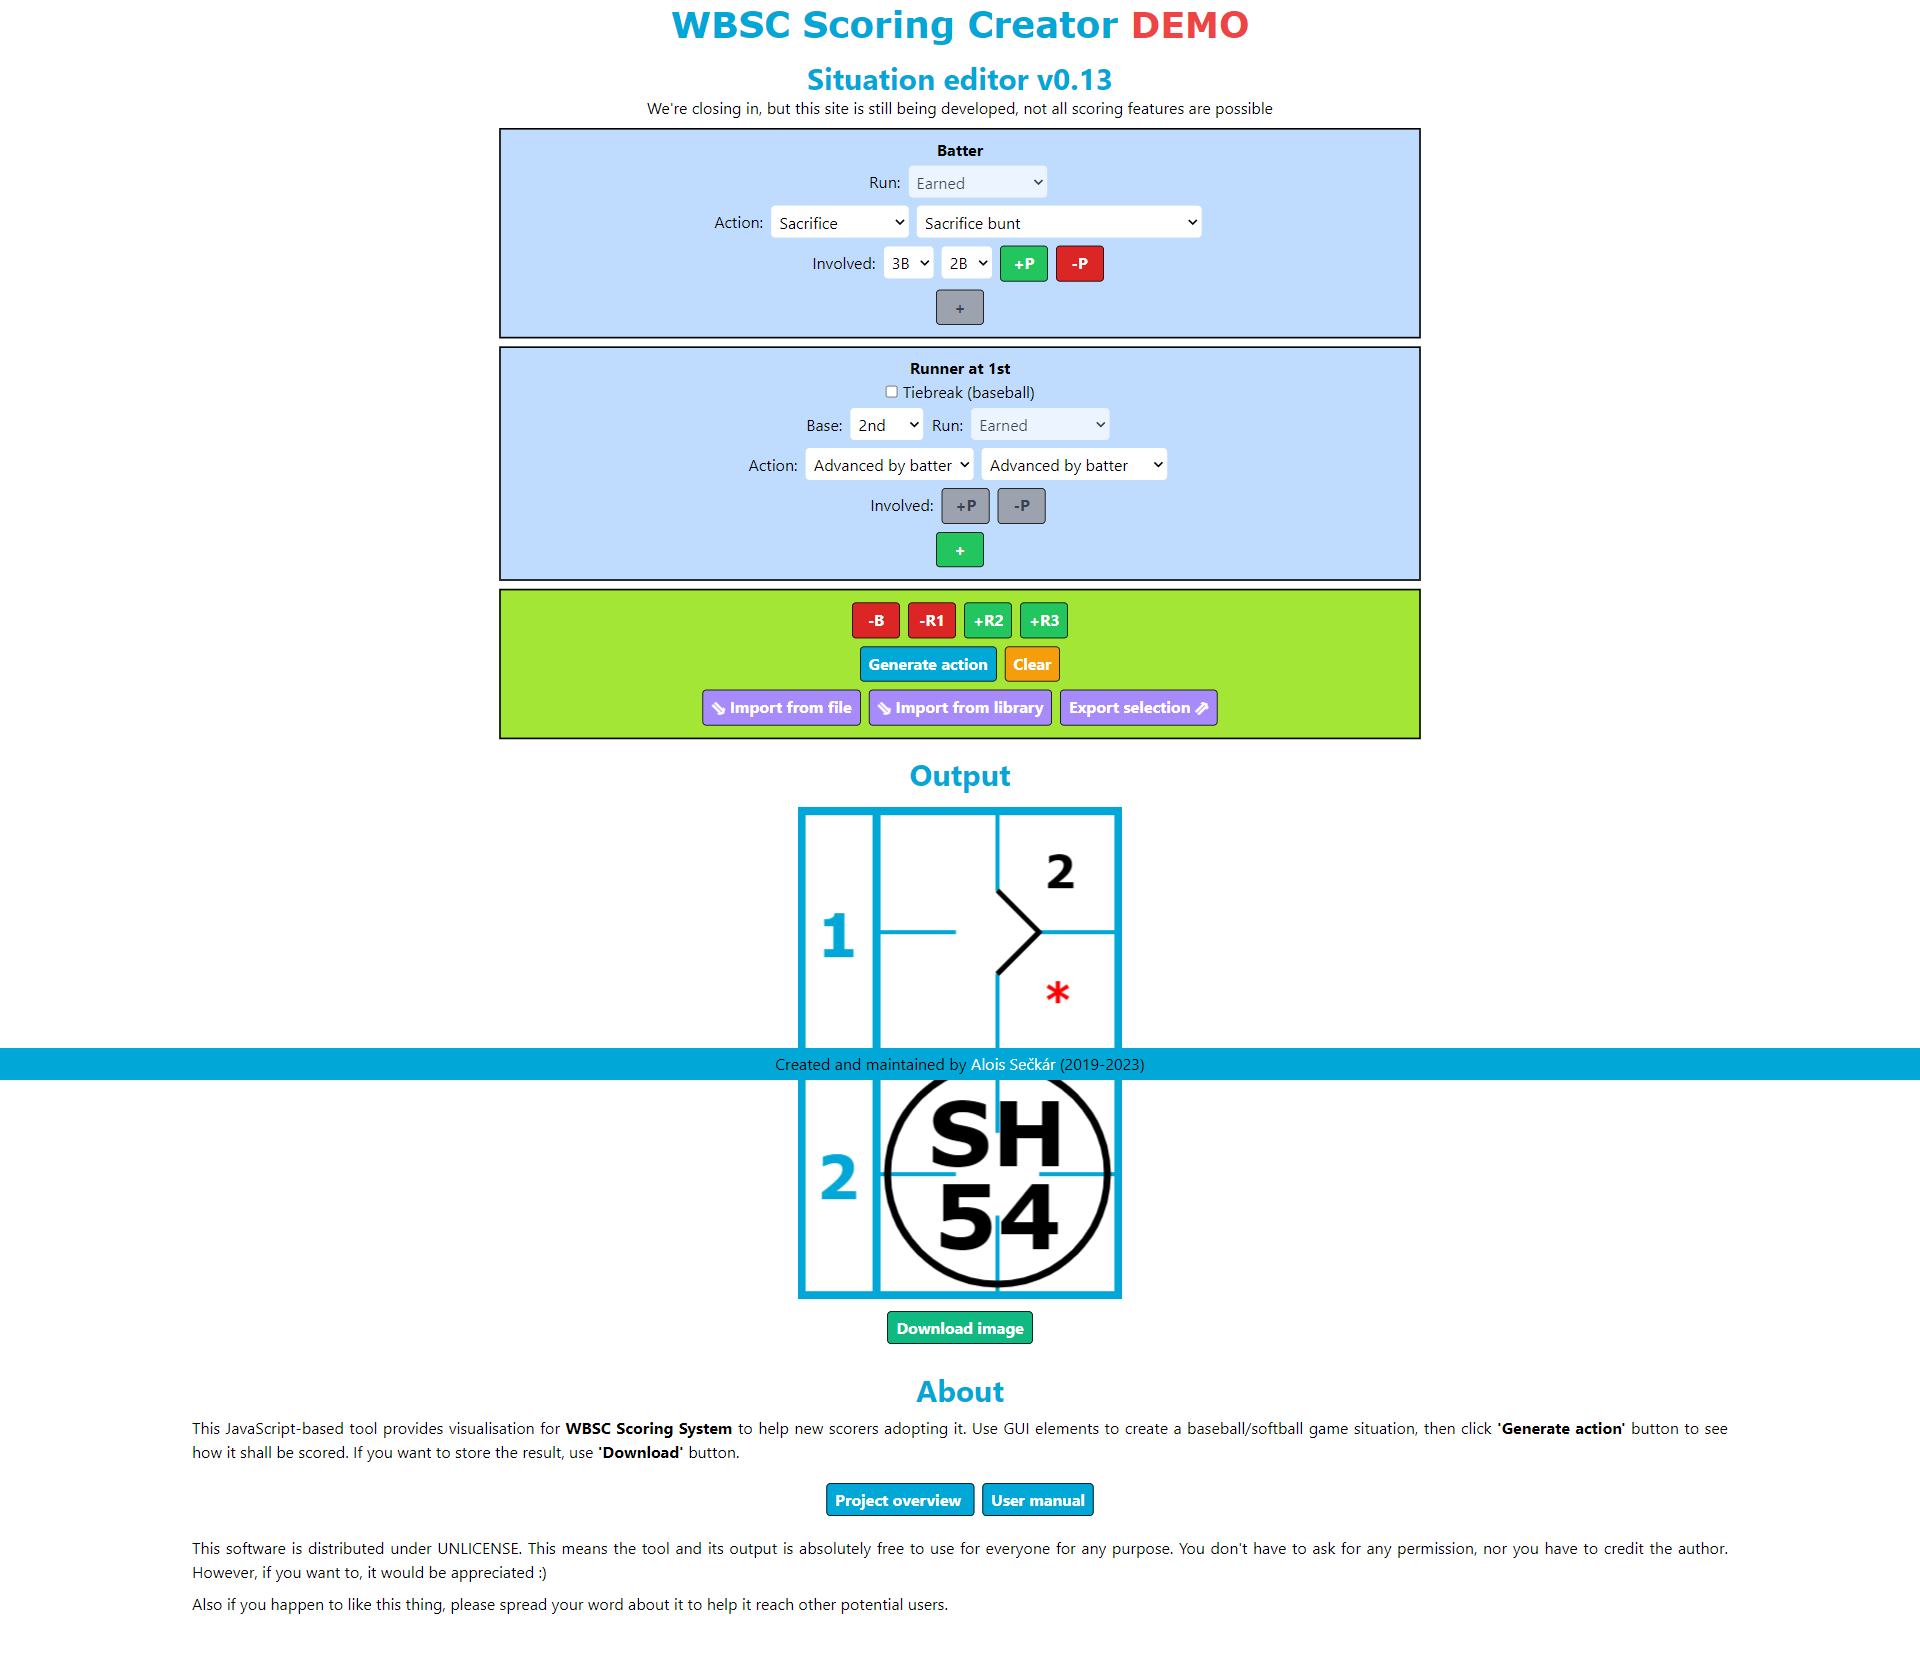 WBSC Scoring Creator DEMO
Situation editor v0.13
We're closing in, but this site is still being developed, not all scoring features are possible
Batter
Run: Earned
Action: Sacrifice Sacrifice bunt
Involved: 3B 2B +P -P
+
Runner at 1st
Tiebreak (baseball)
Base: 2nd Run: Earned
Action: Advanced by batter Advanced by batter
Involved: +P -P
+
-B -R1 +R2 +R3
Generate action Clear
⇘ Import from file ⇘ Import from library Export selection ⇗
Output
2
1
*
Created and maintained by Alois Sečkár (2019-2023)
SH
2
54
Download image
About
This JavaScript-based tool provides visualisation for WBSC Scoring System to help new scorers adopting it. Use GUI elements to create a baseball/softball game situation, then click 'Generate action' button to see
how it shall be scored. If you want to store the result, use 'Download' button.
Project overview User manual
This software is distributed under UNLICENSE. This means the tool and its output is absolutely free to use for everyone for any purpose. You don't have to ask for any permission, nor you have to credit the author.
However, if you want to, it would be appreciated :)
Also if you happen to like this thing, please spread your word about it to help it reach other potential users.